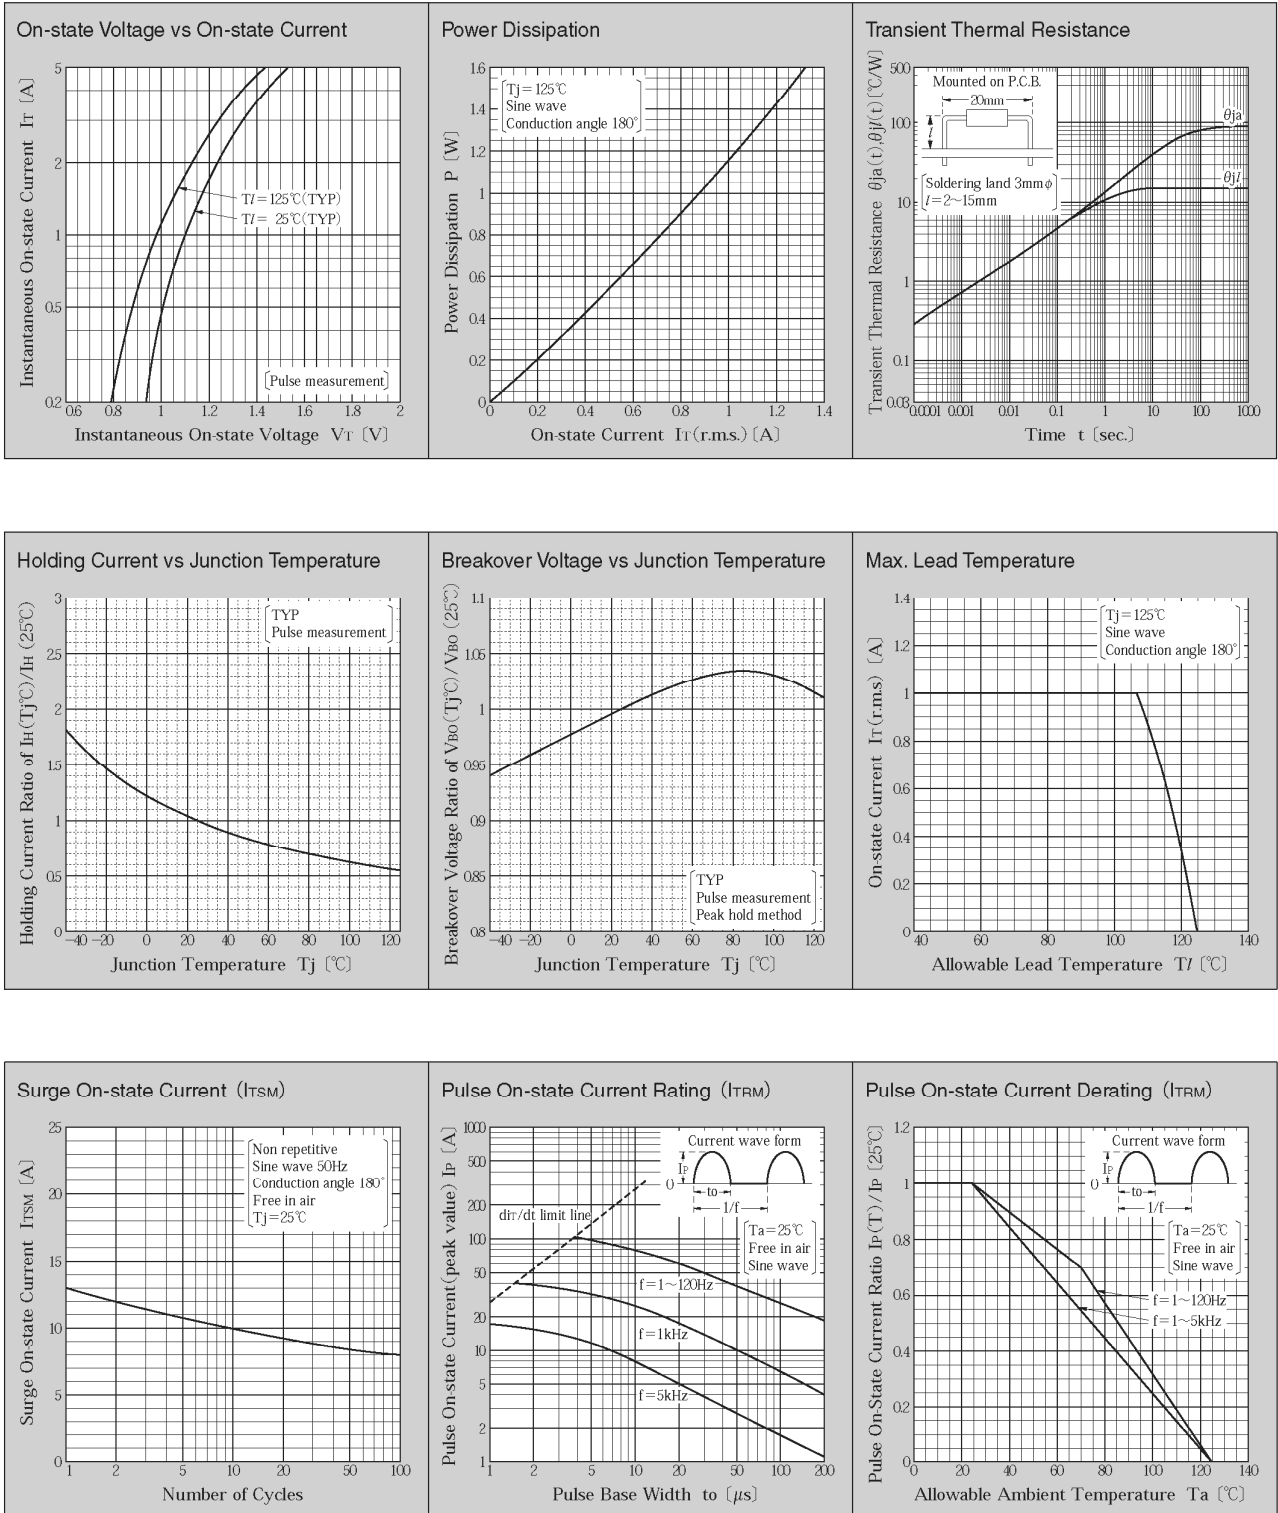 On-state Voltage vs On-state Current
Instantaneous On-state Current IT [A]
5
2
1
0.5
0.2
Tl=125℃(TYP)
Tl= 25℃(TYP)
[Pulse measurement]
0.6 0.8 1 1.2 1.4 1.6 1.8 2
Instantaneous On-state Voltage VT [V]
Power Dissipation
Power Dissipation P [W]
1.6
1.4
1.2
1
0.8
0.6
0.4
0.2
0
Tj=125℃
Sine wave
Conduction angle 180°
0 0.2 0.4 0.6 0.8 1 1.2 1.4
On-state Current IT(r.m.s.) [A]
Transient Thermal Resistance
Transient Thermal Resistance θja(t),θjl(t) [℃/W]
500
100
10
1
0.1
0.03
Mounted on P.C.B.
20mm
l
Soldering land 3mmφ
l=2~15mm
θja
θjl
0.0001 0.001 0.01 0.1 1 10 100 1000
Time t [sec.]
Holding Current vs Junction Temperature
Holding Current Ratio of IH(Tj℃)/IH (25℃)
3
2.5
2
1.5
1
0.5
0
TYP
Pulse measurement
−40 −20 0 20 40 60 80 100 120
Junction Temperature Tj [℃]
Breakover Voltage vs Junction Temperature
Breakover Voltage Ratio of VBO(Tj℃)/VBO (25℃)
1.1
1.05
1
0.95
0.9
0.85
0.8
TYP
Pulse measurement
Peak hold method
−40 −20 0 20 40 60 80 100 120
Junction Temperature Tj [℃]
Max. Lead Temperature
On-state Current IT(r.m.s) [A]
1.4
1.2
1
0.8
0.6
0.4
0.2
0
Tj=125℃
Sine wave
Conduction angle 180°
40 60 80 100 120 140
Allowable Lead Temperature Tl [℃]
Surge On-state Current (ITSM)
Surge On-state Current ITSM [A]
25
20
15
10
5
0
Non repetitive
Sine wave 50Hz
Conduction angle 180°
Free in air
Tj=25℃
1 2 5 10 20 50 100
Number of Cycles
Pulse On-state Current Rating (ITRM)
Pulse On-state Current(peak value) IP [A]
1000
500
200
100
50
20
10
5
2
1
Current wave form
IP
0
to
1/f
diT/dt limit line
Ta=25℃
Free in air
Sine wave
f=1~120Hz
f=1kHz
f=5kHz
1 2 5 10 20 50 100 200
Pulse Base Width to [μs]
Pulse On-state Current Derating (ITRM)
Pulse On-State Current Ratio IP(T)/IP [25℃]
1.2
1
0.8
0.6
0.4
0.2
0
Current wave form
IP
0
to
1/f
Ta=25℃
Free in air
Sine wave
f=1~120Hz
f=1~5kHz
0 20 40 60 80 100 120 140
Allowable Ambient Temperature Ta [℃]